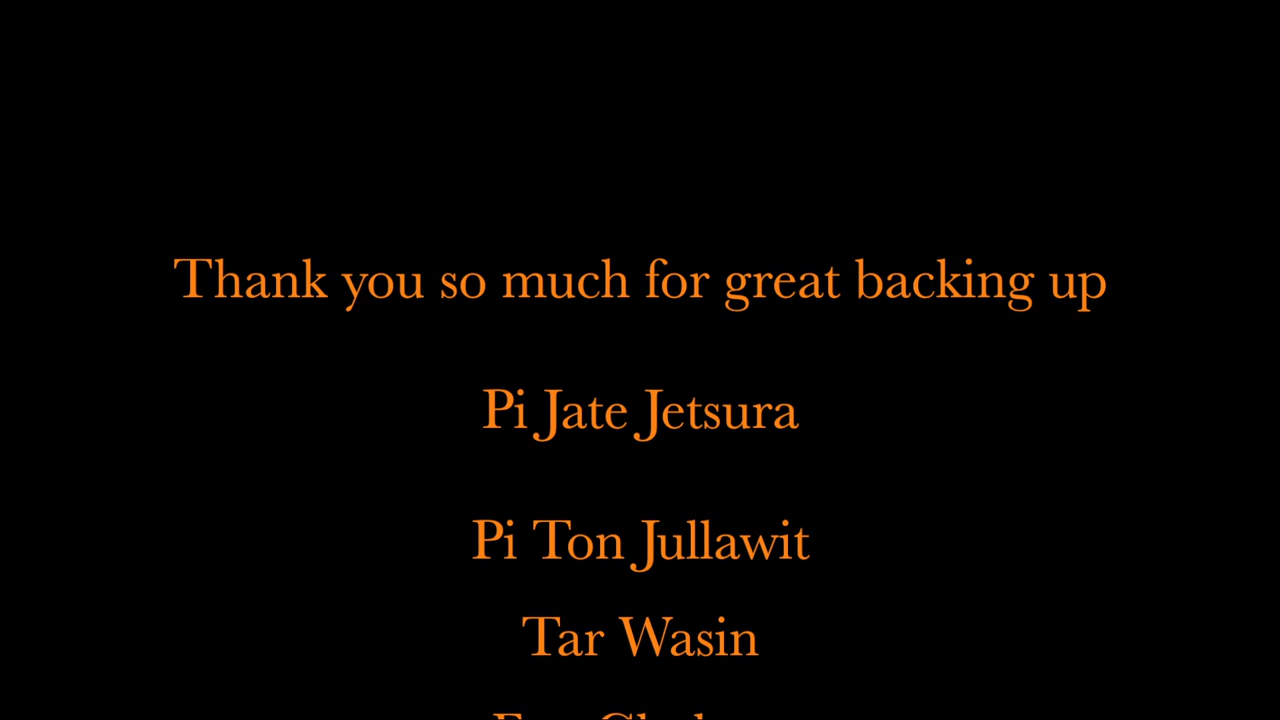 Thank you so much for great backing up
Pi Jate Jetsura
Pi Ton Jullawit
Tar Wasin